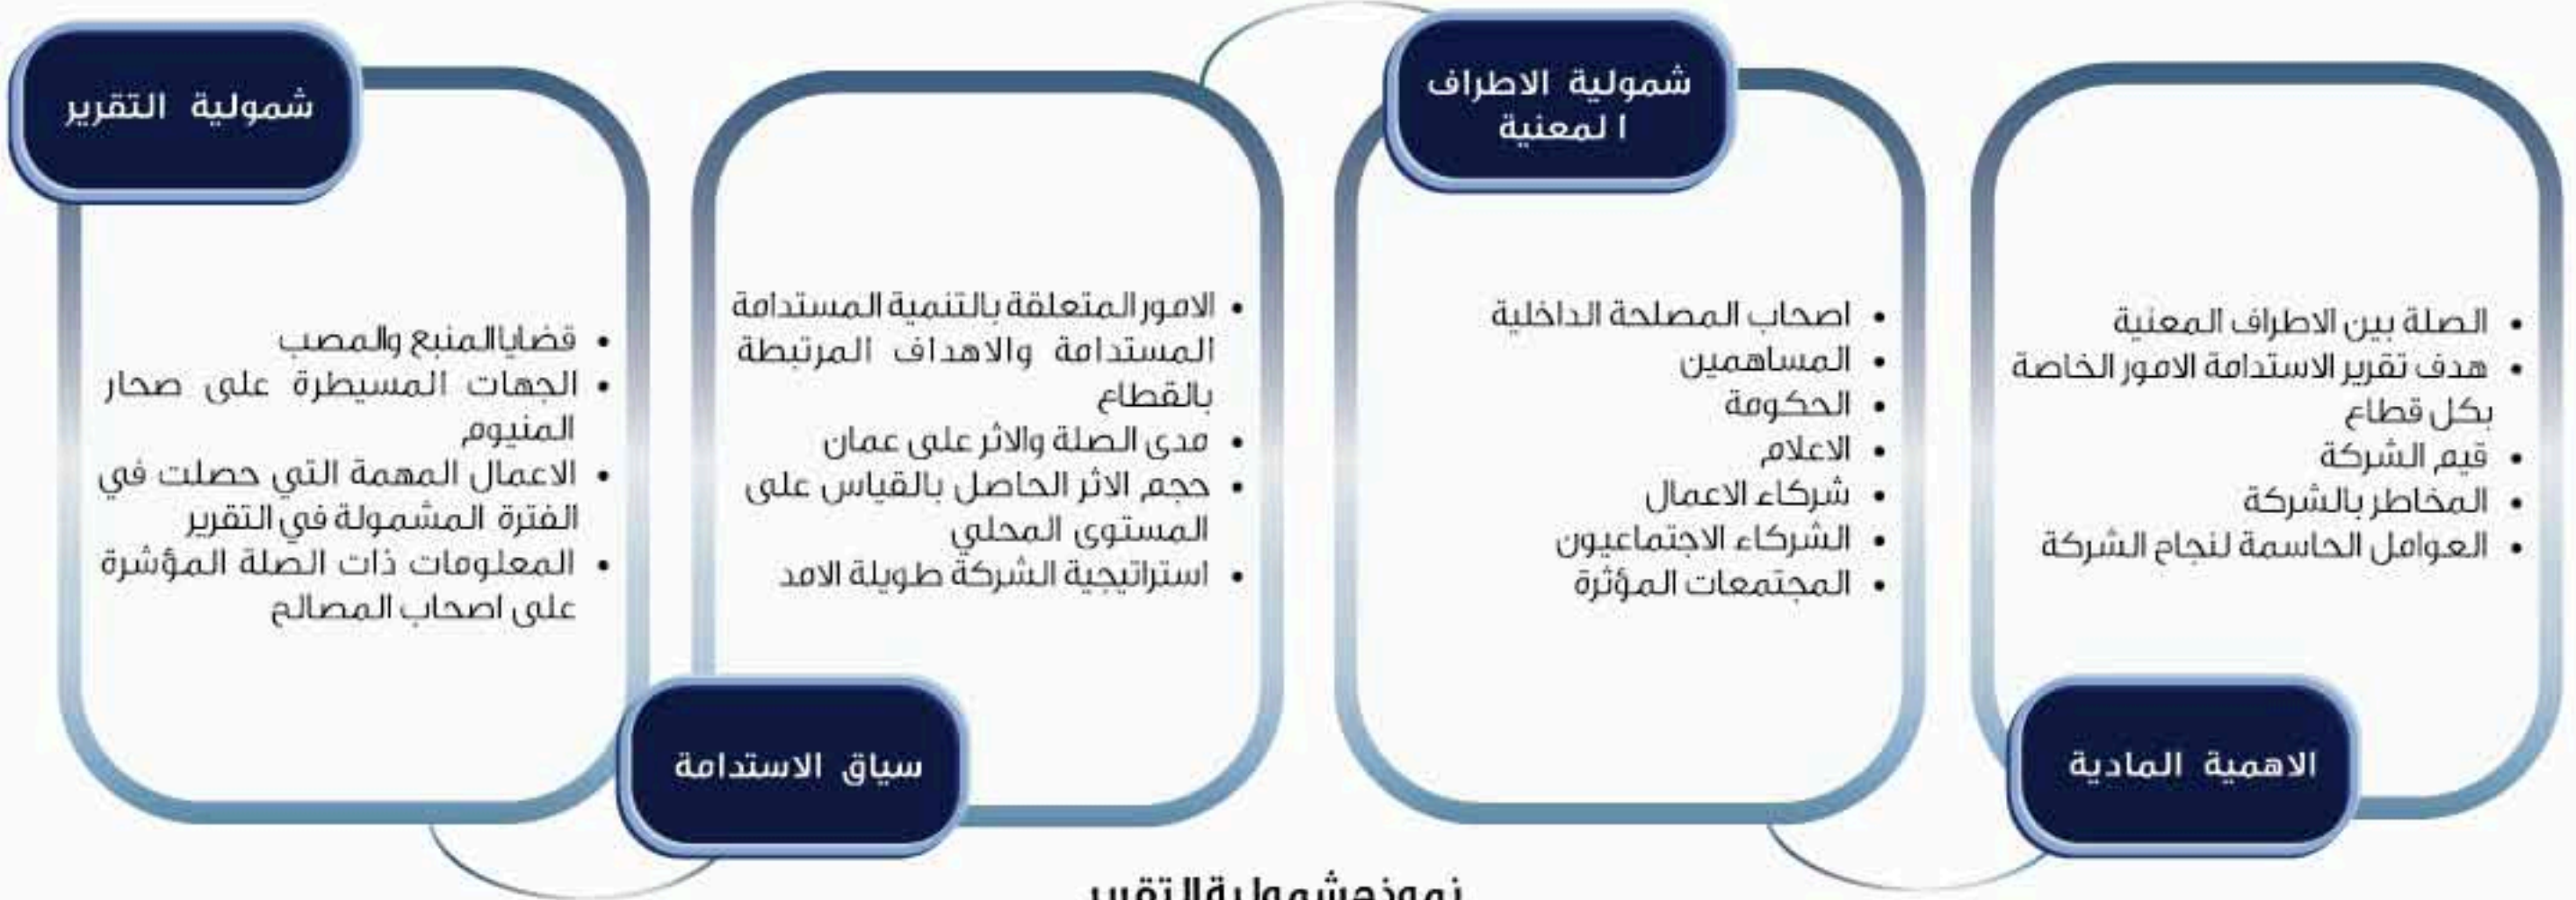 الاهمية المادية
• الصلة بين الاطراف المعنية
• هدف تقرير الاستدامة الامور الخاصة
بكل قطاع
• قيم الشركة
• المخاطر بالشركة
• العوامل الحاسمة لنجاح الشركة
شمولية الاطراف
المعنية
• اصحاب المصلحة الداخلية
• المساهمين
• الحكومة
• الاعلام
• شركاء الاعمال
• الشركاء الاجتماعيون
• المجتمعات المؤثرة
سياق الاستدامة
• الامور المتعلقة بالتنمية المستدامة
المستدامة والاهداف المرتبطة
بالقطاع
• مدى الصلة والاثر على عمان
• حجم الاثر الحاصل بالقياس على
المستوى المحلي
• استراتيجية الشركة طويلة الامد
شمولية التقرير
• قضايا المنبع والمصب
• الجهات المسيطرة على صحار
المنيوم
• الاعمال المهمة التي حصلت في
الفترة المشمولة في التقرير
• المعلومات ذات الصلة المؤشرة
على اصحاب المصالح
نموذج شمولية التقرير